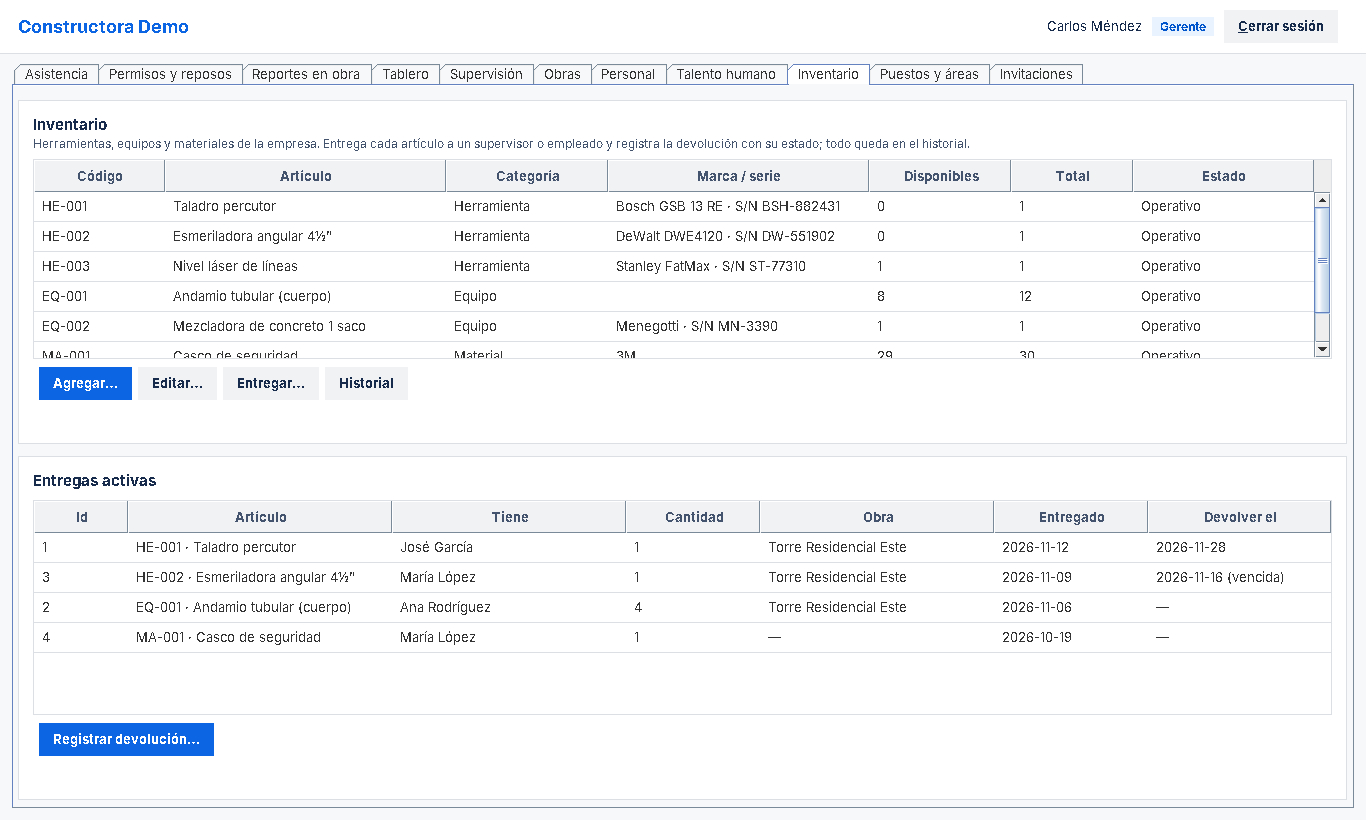 Constructora Demo
Carlos Méndez Gerente Cerrar sesión
Asistencia Permisos y reposos Reportes en obra Tablero Supervisión Obras Personal Talento humano Inventario Puestos y áreas Invitaciones
Inventario
Herramientas, equipos y materiales de la empresa. Entrega cada artículo a un supervisor o empleado y registra la devolución con su estado; todo queda en el historial.
Código Artículo Categoría Marca / serie Disponibles Total Estado
HE-001 Taladro percutor Herramienta Bosch GSB 13 RE · S/N BSH-882431 0 1 Operativo
HE-002 Esmeriladora angular 4½" Herramienta DeWalt DWE4120 · S/N DW-551902 0 1 Operativo
HE-003 Nivel láser de líneas Herramienta Stanley FatMax · S/N ST-77310 1 1 Operativo
EQ-001 Andamio tubular (cuerpo) Equipo 8 12 Operativo
EQ-002 Mezcladora de concreto 1 saco Equipo Menegotti · S/N MN-3390 1 1 Operativo
MA-001 Casco de seguridad Material 3M 29 30 Operativo
Agregar... Editar... Entregar... Historial
Entregas activas
Id Artículo Tiene Cantidad Obra Entregado Devolver el
1 HE-001 · Taladro percutor José García 1 Torre Residencial Este 2026-11-12 2026-11-28
3 HE-002 · Esmeriladora angular 4½" María López 1 Torre Residencial Este 2026-11-09 2026-11-16 (vencida)
2 EQ-001 · Andamio tubular (cuerpo) Ana Rodríguez 4 Torre Residencial Este 2026-11-06 —
4 MA-001 · Casco de seguridad María López 1 — 2026-10-19 —
Registrar devolución...